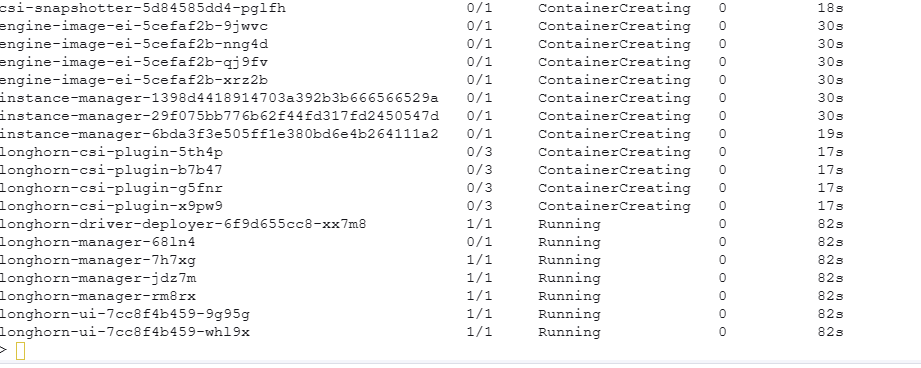 csi-snapshotter-5d84585dd4-pglfh 0/1 ContainerCreating 0 18s
engine-image-ei-5cefaf2b-9jwvc 0/1 ContainerCreating 0 30s
engine-image-ei-5cefaf2b-nng4d 0/1 ContainerCreating 0 30s
engine-image-ei-5cefaf2b-qj9fv 0/1 ContainerCreating 0 30s
engine-image-ei-5cefaf2b-xrz2b 0/1 ContainerCreating 0 30s
instance-manager-1398d4418914703a392b3b666566529a 0/1 ContainerCreating 0 30s
instance-manager-29f075bb776b62f44fd317fd2450547d 0/1 ContainerCreating 0 30s
instance-manager-6bda3f3e505ff1e380bd6e4b264111a2 0/1 ContainerCreating 0 19s
longhorn-csi-plugin-5th4p 0/3 ContainerCreating 0 17s
longhorn-csi-plugin-b7b47 0/3 ContainerCreating 0 17s
longhorn-csi-plugin-g5fnr 0/3 ContainerCreating 0 17s
longhorn-csi-plugin-x9pw9 0/3 ContainerCreating 0 17s
longhorn-driver-deployer-6f9d655cc8-xx7m8 1/1 Running 0 82s
longhorn-manager-68ln4 0/1 Running 0 82s
longhorn-manager-7h7xg 1/1 Running 0 82s
longhorn-manager-jdz7m 1/1 Running 0 82s
longhorn-manager-rm8rx 1/1 Running 0 82s
longhorn-ui-7cc8f4b459-9g95g 1/1 Running 0 82s
longhorn-ui-7cc8f4b459-whl9x 1/1 Running 0 82s
>